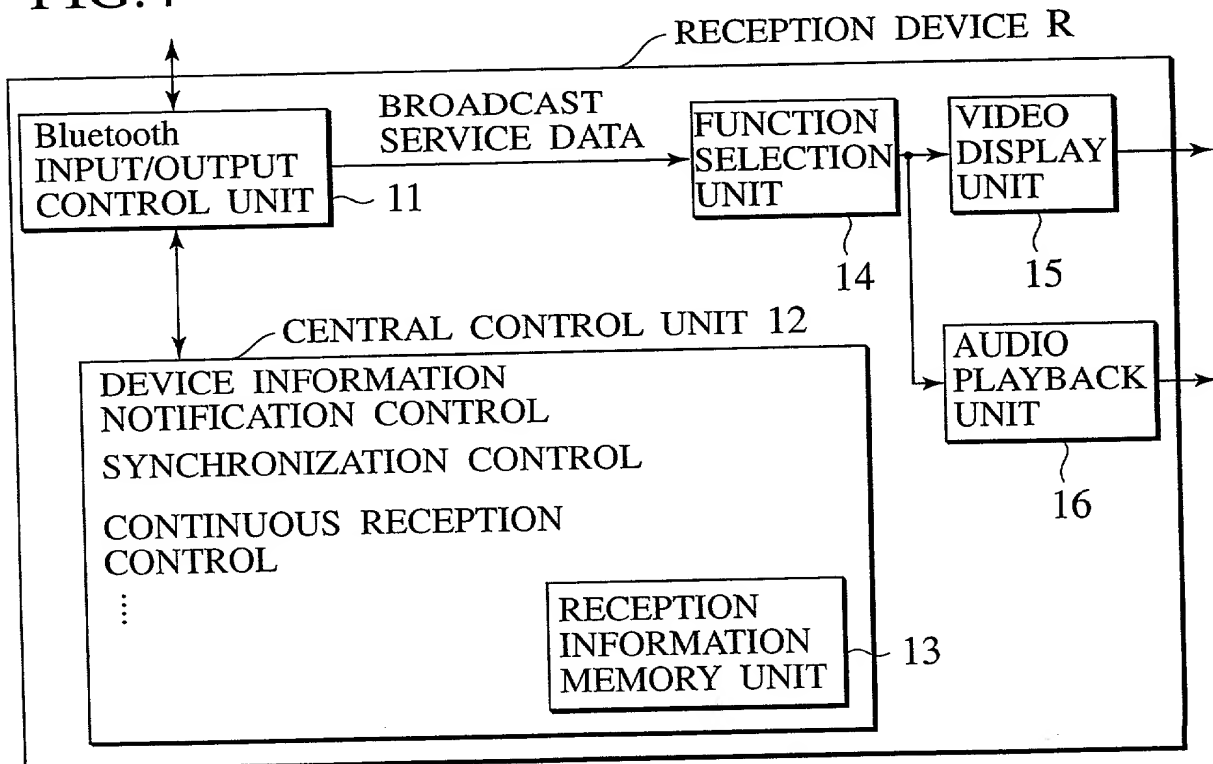 RECEPTION DEVICE R
Bluetooth
INPUT/OUTPUT
CONTROL UNIT
11
BROADCAST
SERVICE DATA
FUNCTION
SELECTION
UNIT
14
VIDEO
DISPLAY
UNIT
15
AUDIO
PLAYBACK
UNIT
16
CENTRAL CONTROL UNIT 12
DEVICE INFORMATION
NOTIFICATION CONTROL
SYNCHRONIZATION CONTROL
CONTINUOUS RECEPTION
CONTROL
RECEPTION
INFORMATION
MEMORY UNIT
13